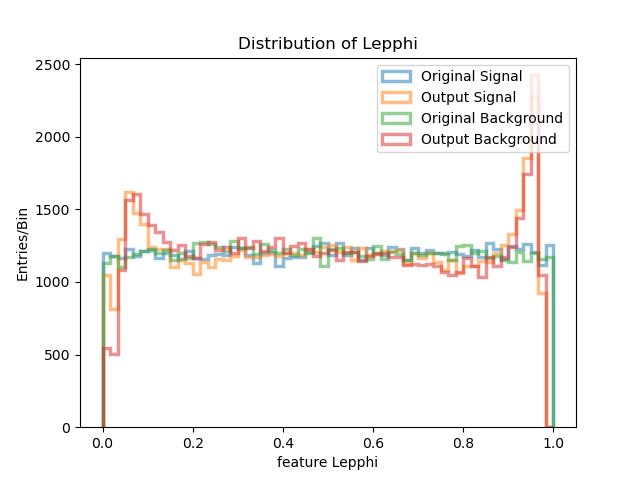 Distribution of Lepphi
Original Signal
Output Signal
Original Background
Output Background
Entries/Bin
2500
2000
1500
1000
500
0
0.0 0.2 0.4 0.6 0.8 1.0
feature Lepphi